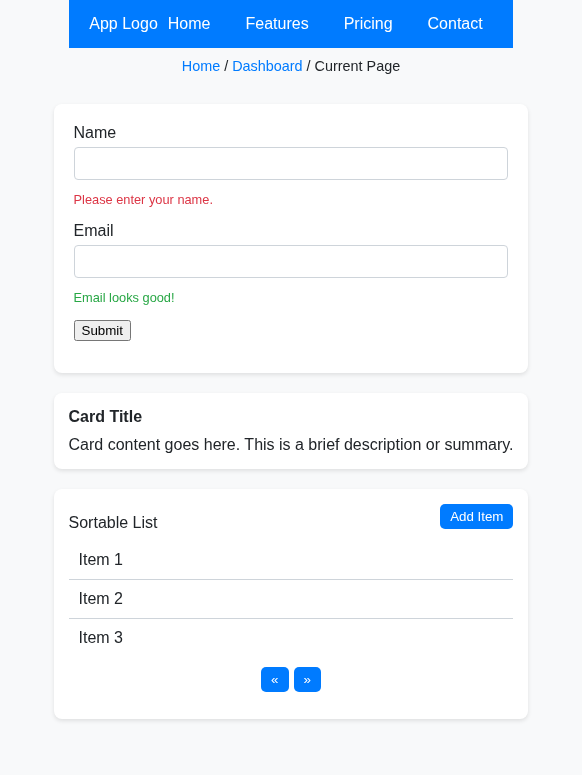 App Logo Home Features Pricing Contact
Home / Dashboard / Current Page
Name
Please enter your name.
Email
Email looks good!
Submit
Card Title
Card content goes here. This is a brief description or summary.
Sortable List Add Item
Item 1
Item 2
Item 3
« »